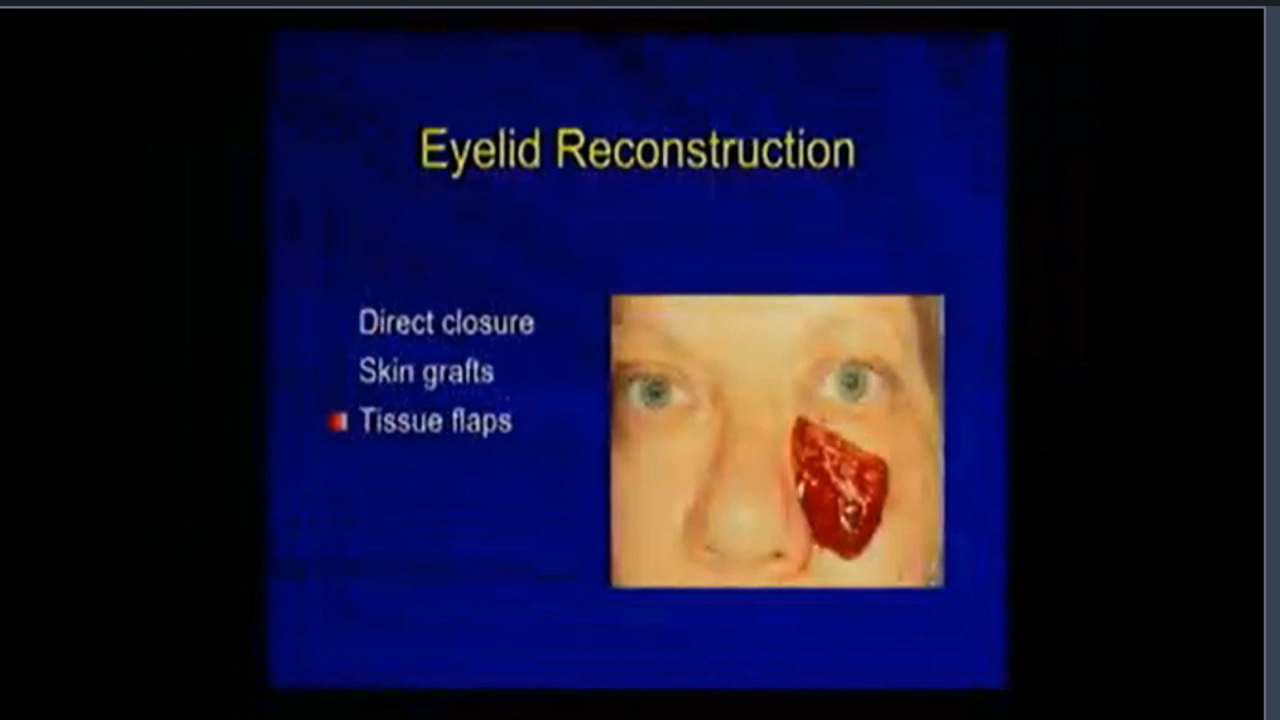 Eyelid Reconstruction
Direct closure
Skin grafts
Tissue flaps